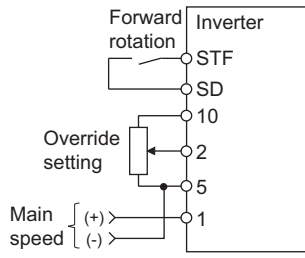 Forward
rotation
Inverter
STF
SD
10
Override
setting
2
5
Main
speed
(+)
(-)
1